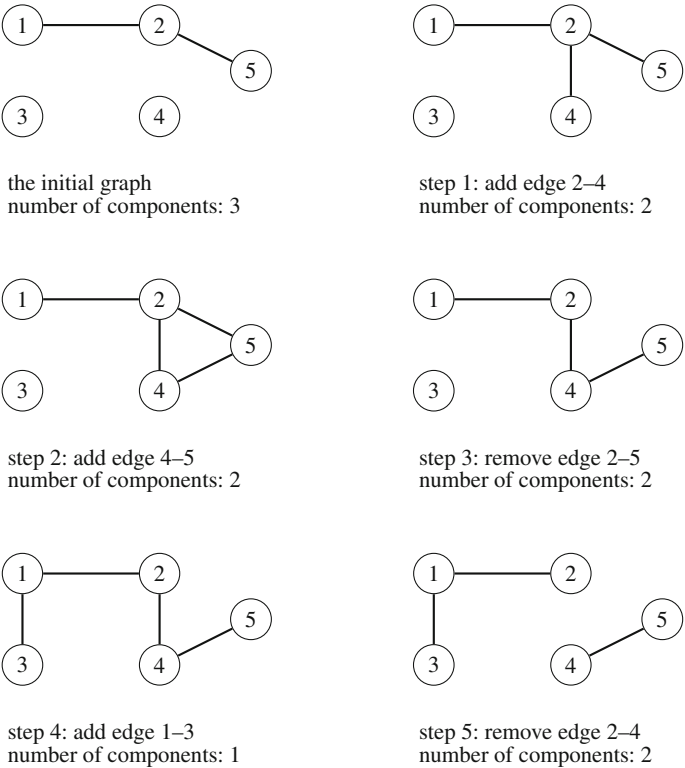 1 2
5
3 4
the initial graph
number of components: 3
1 2
5
3 4
step 1: add edge 2–4
number of components: 2
1 2
5
3 4
step 2: add edge 4–5
number of components: 2
1 2
5
3 4
step 3: remove edge 2–5
number of components: 2
1 2
5
3 4
step 4: add edge 1–3
number of components: 1
1 2
5
3 4
step 5: remove edge 2–4
number of components: 2